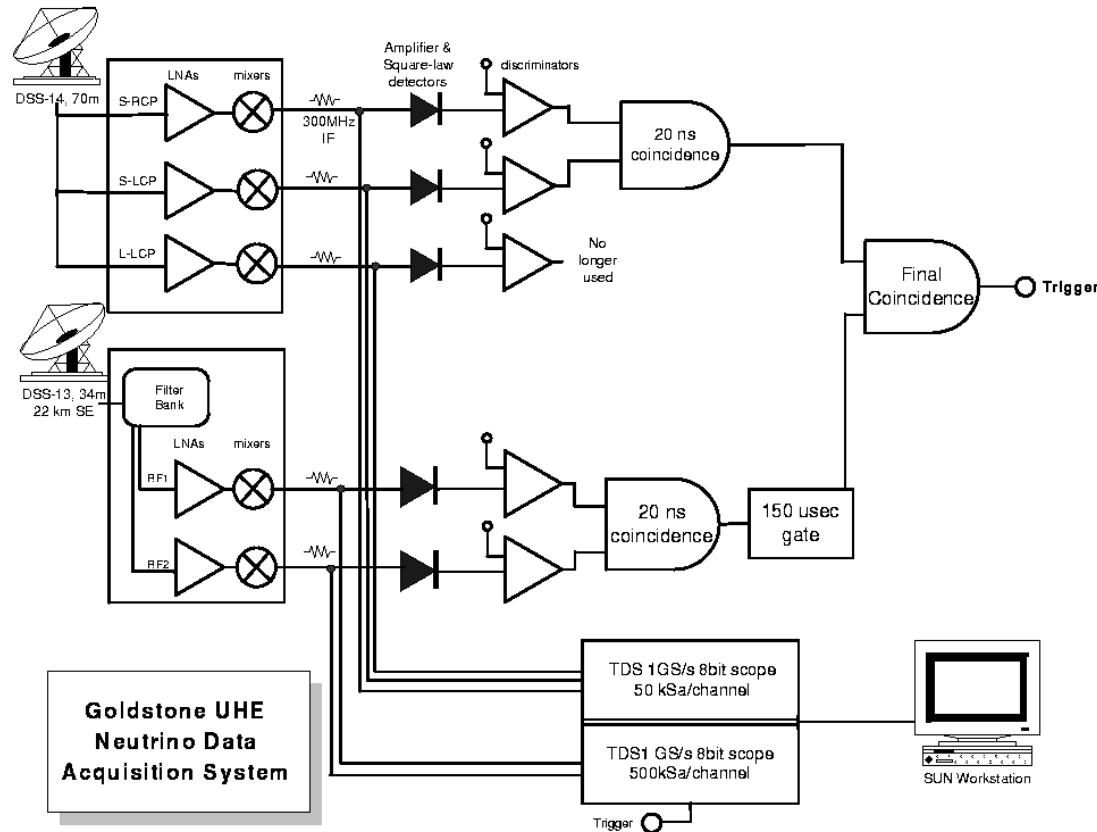 DSS-14, 70m
LNAs
mixers
S-RCP
S-LCP
L-LCP
300MHz
IF
Amplifier &
Square-law
detectors
discriminators
20 ns
coincidence
No
longer
used
Final
Coincidence
Trigger
DSS-13, 34m
22 km SE
Filter
Bank
LNAs
mixers
RF1
RF2
20 ns
coincidence
150 usec
gate
TDS 1GS/s 8bit scope
50 kSa/channel
TDS1 GS/s 8bit scope
500kSa/channel
Trigger
SUN Workstation
Goldstone UHE
Neutrino Data
Acquisition System